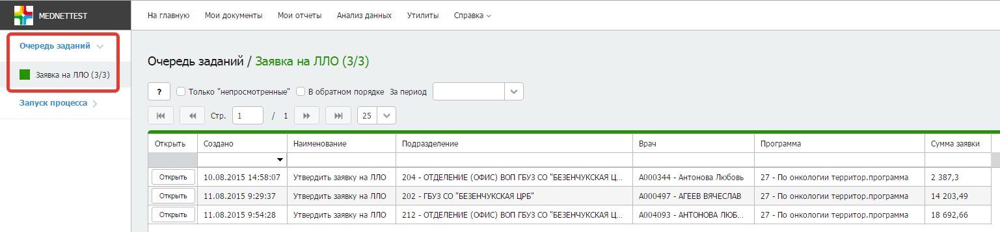 MEDNETTEST
На главную Мои документы Мои отчеты Анализ данных Утилиты Справка
Очередь заданий
Заявка на ЛЛО (3/3)
Запуск процесса
Очередь заданий / Заявка на ЛЛО (3/3)
? Только "непросмотренные" В обратном порядке За период
Стр. 1 / 1 25
Открыть Создано Наименование Подразделение Врач Программа Сумма заявки
Открыть 10.08.2015 14:58:07 Утвердить заявку на ЛЛО 204 - ОТДЕЛЕНИЕ (ОФИС) ВОП ГБУЗ СО "БЕЗЕНЧУКСКАЯ Ц... А000344 - Антонова Любовь 27 - По онкологии территор.программа 2 387,3
Открыть 11.08.2015 9:29:37 Утвердить заявку на ЛЛО 202 - ГБУЗ СО "БЕЗЕНЧУКСКАЯ ЦРБ" А000497 - АГЕЕВ ВЯЧЕСЛАВ 27 - По онкологии территор.программа 14 203,49
Открыть 11.08.2015 9:54:28 Утвердить заявку на ЛЛО 212 - ОТДЕЛЕНИЕ (ОФИС) ВОП ГБУЗ СО "БЕЗЕНЧУКСКАЯ Ц... А004093 - АНТОНОВА ЛЮБ... 27 - По онкологии территор.программа 18 692,66